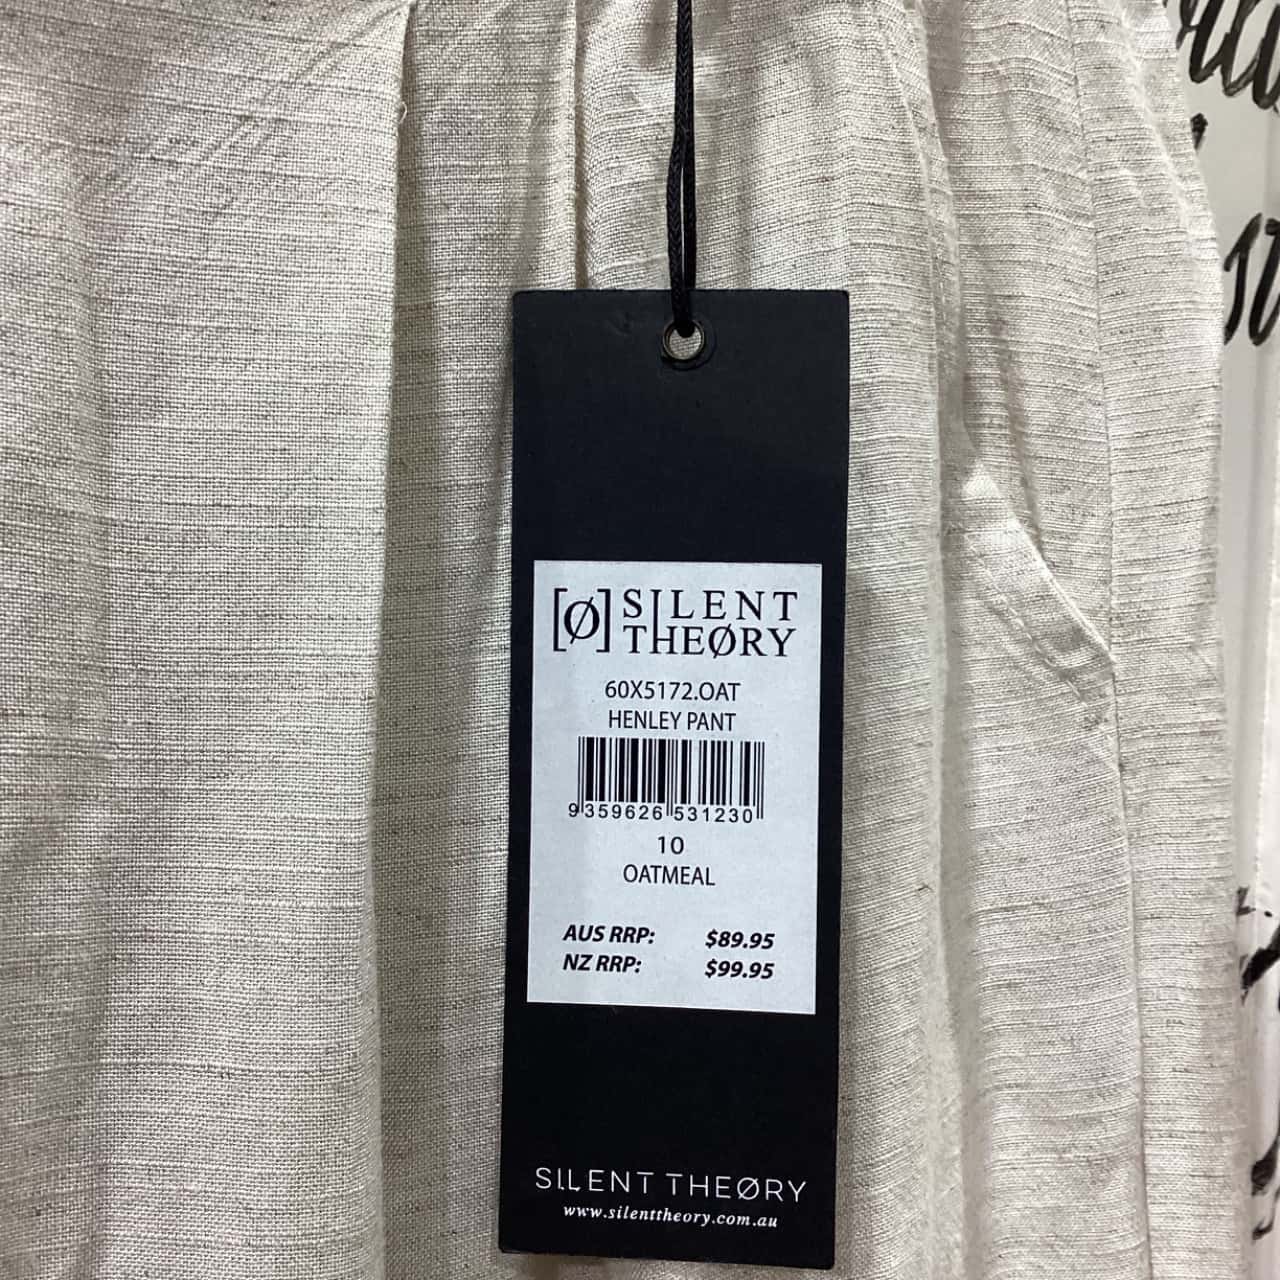 [Ø] SILENT
THEØRY
60X5172.OAT
HENLEY PANT
9 359626 531230
10
OATMEAL
AUS RRP: $89.95
NZ RRP: $99.95
SILENT THEØRY
www.silenttheory.com.au